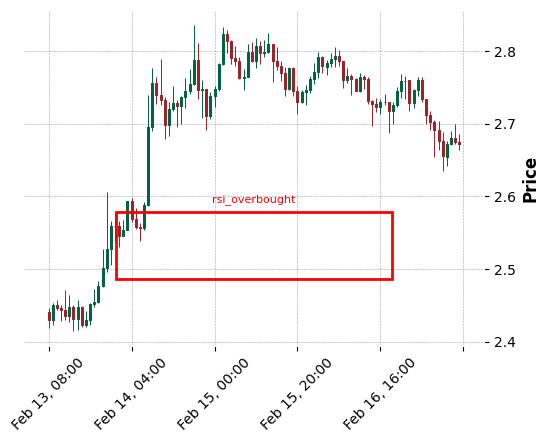 2.8
2.7
rsi_overbought
2.6
2.5
2.4
Price
Feb 13, 08:00
Feb 14, 04:00
Feb 15, 00:00
Feb 15, 20:00
Feb 16, 16:00